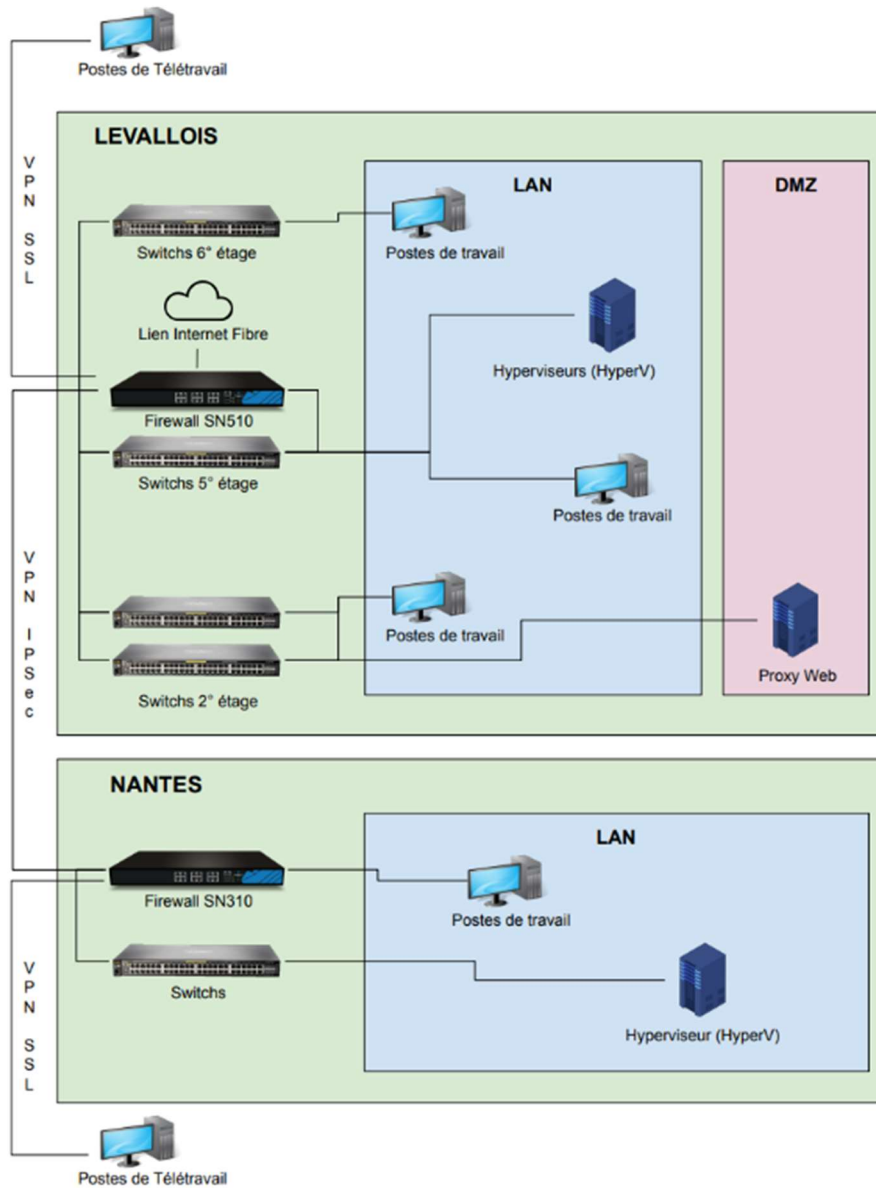 Postes de Télétravail
VPN SSL
LEVALLOIS
LAN
DMZ
Switchs 6° étage
Postes de travail
Lien Internet Fibre
Hyperviseurs (HyperV)
Firewall SN510
Switchs 5° étage
Postes de travail
VPN IPSec
Postes de travail
Proxy Web
Switchs 2° étage
NANTES
LAN
Firewall SN310
Postes de travail
Switchs
VPN SSL
Hyperviseur (HyperV)
Postes de Télétravail